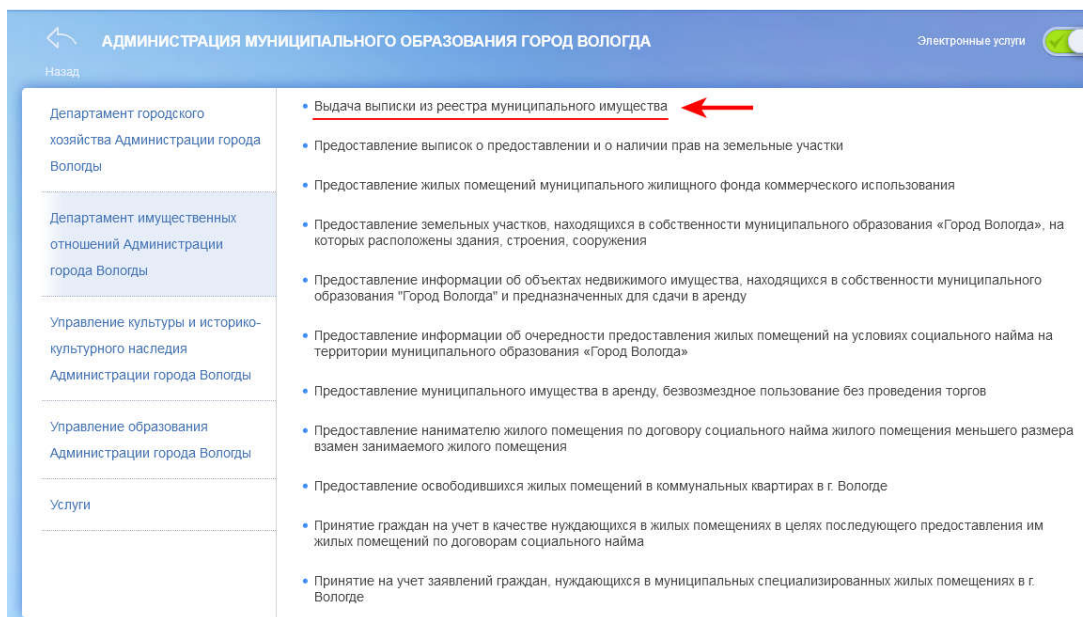 АДМИНИСТРАЦИЯ МУНИЦИПАЛЬНОГО ОБРАЗОВАНИЯ ГОРОД ВОЛОГДА
Электронные услуги
Назад
Департамент городского
хозяйства Администрации города
Вологды
Департамент имущественных
отношений Администрации
города Вологды
Управление культуры и историко-
культурного наследия
Администрации города Вологды
Управление образования
Администрации города Вологды
Услуги
Выдача выписки из реестра муниципального имущества
Предоставление выписок о предоставлении и о наличии прав на земельные участки
Предоставление жилых помещений муниципального жилищного фонда коммерческого использования
Предоставление земельных участков, находящихся в собственности муниципального образования «Город Вологда», на
которых расположены здания, строения, сооружения
Предоставление информации об объектах недвижимого имущества, находящихся в собственности муниципального
образования "Город Вологда" и предназначенных для сдачи в аренду
Предоставление информации об очередности предоставления жилых помещений на условиях социального найма на
территории муниципального образования «Город Вологда»
Предоставление муниципального имущества в аренду, безвозмездное пользование без проведения торгов
Предоставление нанимателю жилого помещения по договору социального найма жилого помещения меньшего размера
взамен занимаемого жилого помещения
Предоставление освободившихся жилых помещений в коммунальных квартирах в г. Вологде
Принятие граждан на учет в качестве нуждающихся в жилых помещениях в целях последующего предоставления им
жилых помещений по договорам социального найма
Принятие на учет заявлений граждан, нуждающихся в муниципальных специализированных жилых помещениях в г.
Вологде